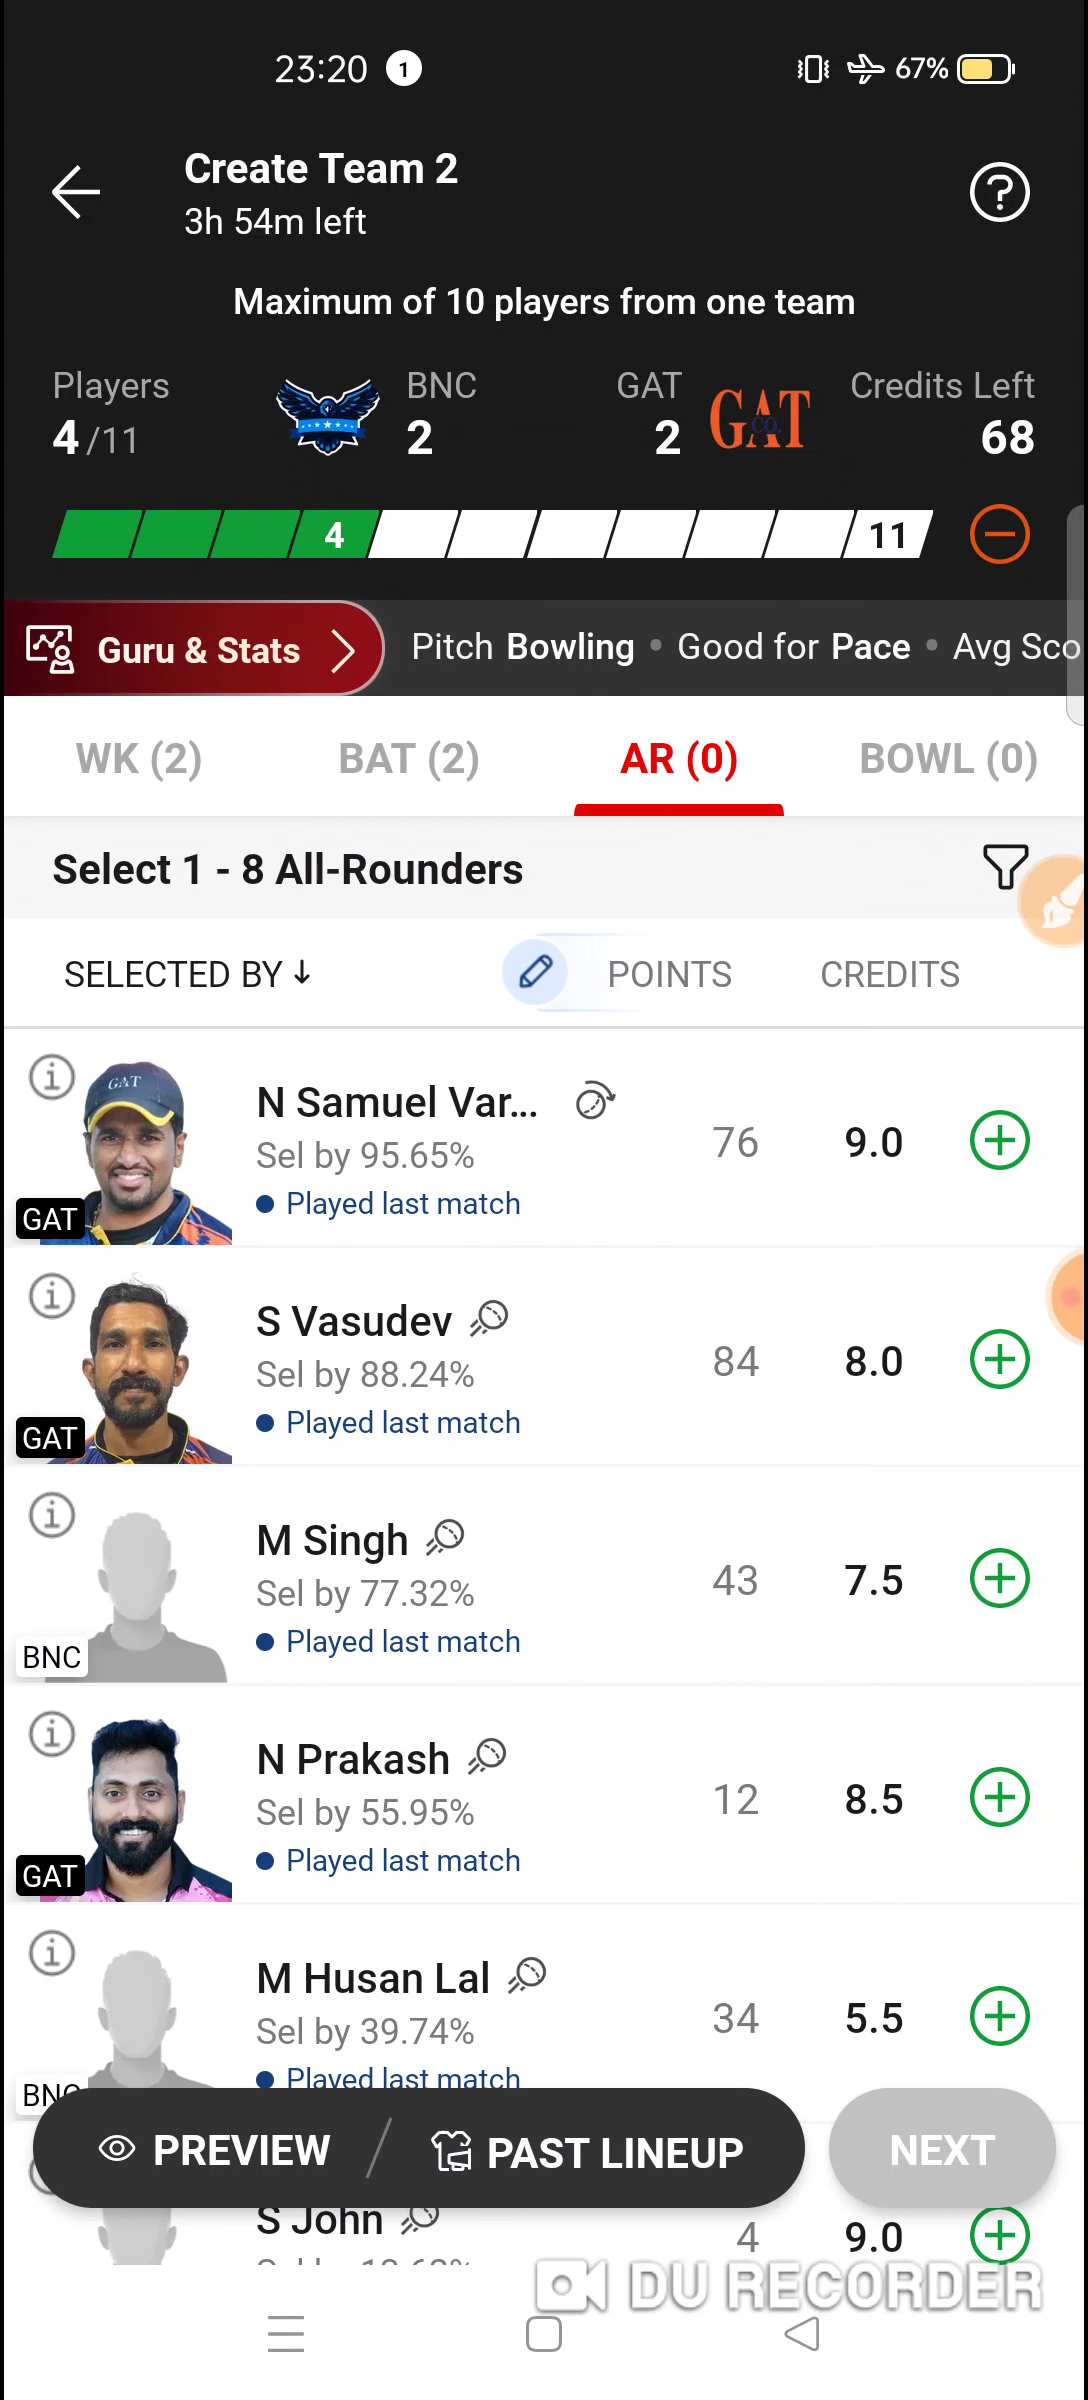 23:20 1 67%
Create Team 2
3h 54m left
Maximum of 10 players from one team
Players BNC GAT Credits Left
4/11 2 2 GAT CO. 68
4 11
Guru & Stats Pitch Bowling • Good for Pace • Avg Sco
WK (2) BAT (2) AR (0) BOWL (0)
Select 1 - 8 All-Rounders
SELECTED BY ↓ POINTS CREDITS
GAT
N Samuel Var...
Sel by 95.65% 76 9.0
Played last match
GAT
S Vasudev
Sel by 88.24% 84 8.0
Played last match
GAT
M Singh
Sel by 77.32% 43 7.5
Played last match
BNC
N Prakash
Sel by 55.95% 12 8.5
Played last match
GAT
M Husan Lal
Sel by 39.74% 34 5.5
Played last match
BNC
PREVIEW PAST LINEUP NEXT
S John 4 9.0
Sel by
DU RECORDER